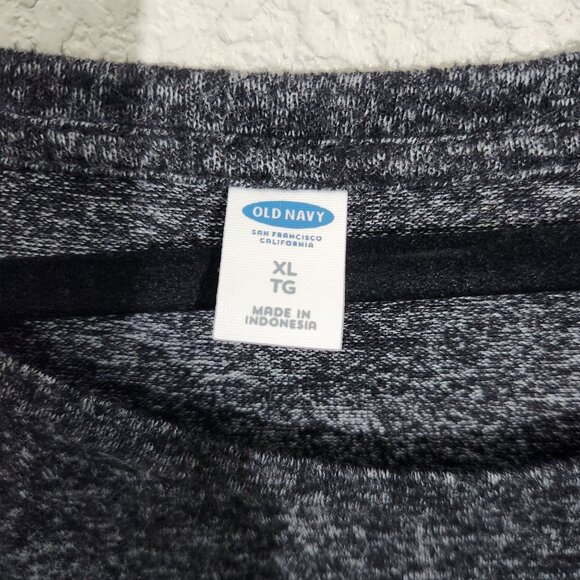 OLD NAVY
SAN FRANCISCO
CALIFORNIA
XL
TG
MADE IN
INDONESIA